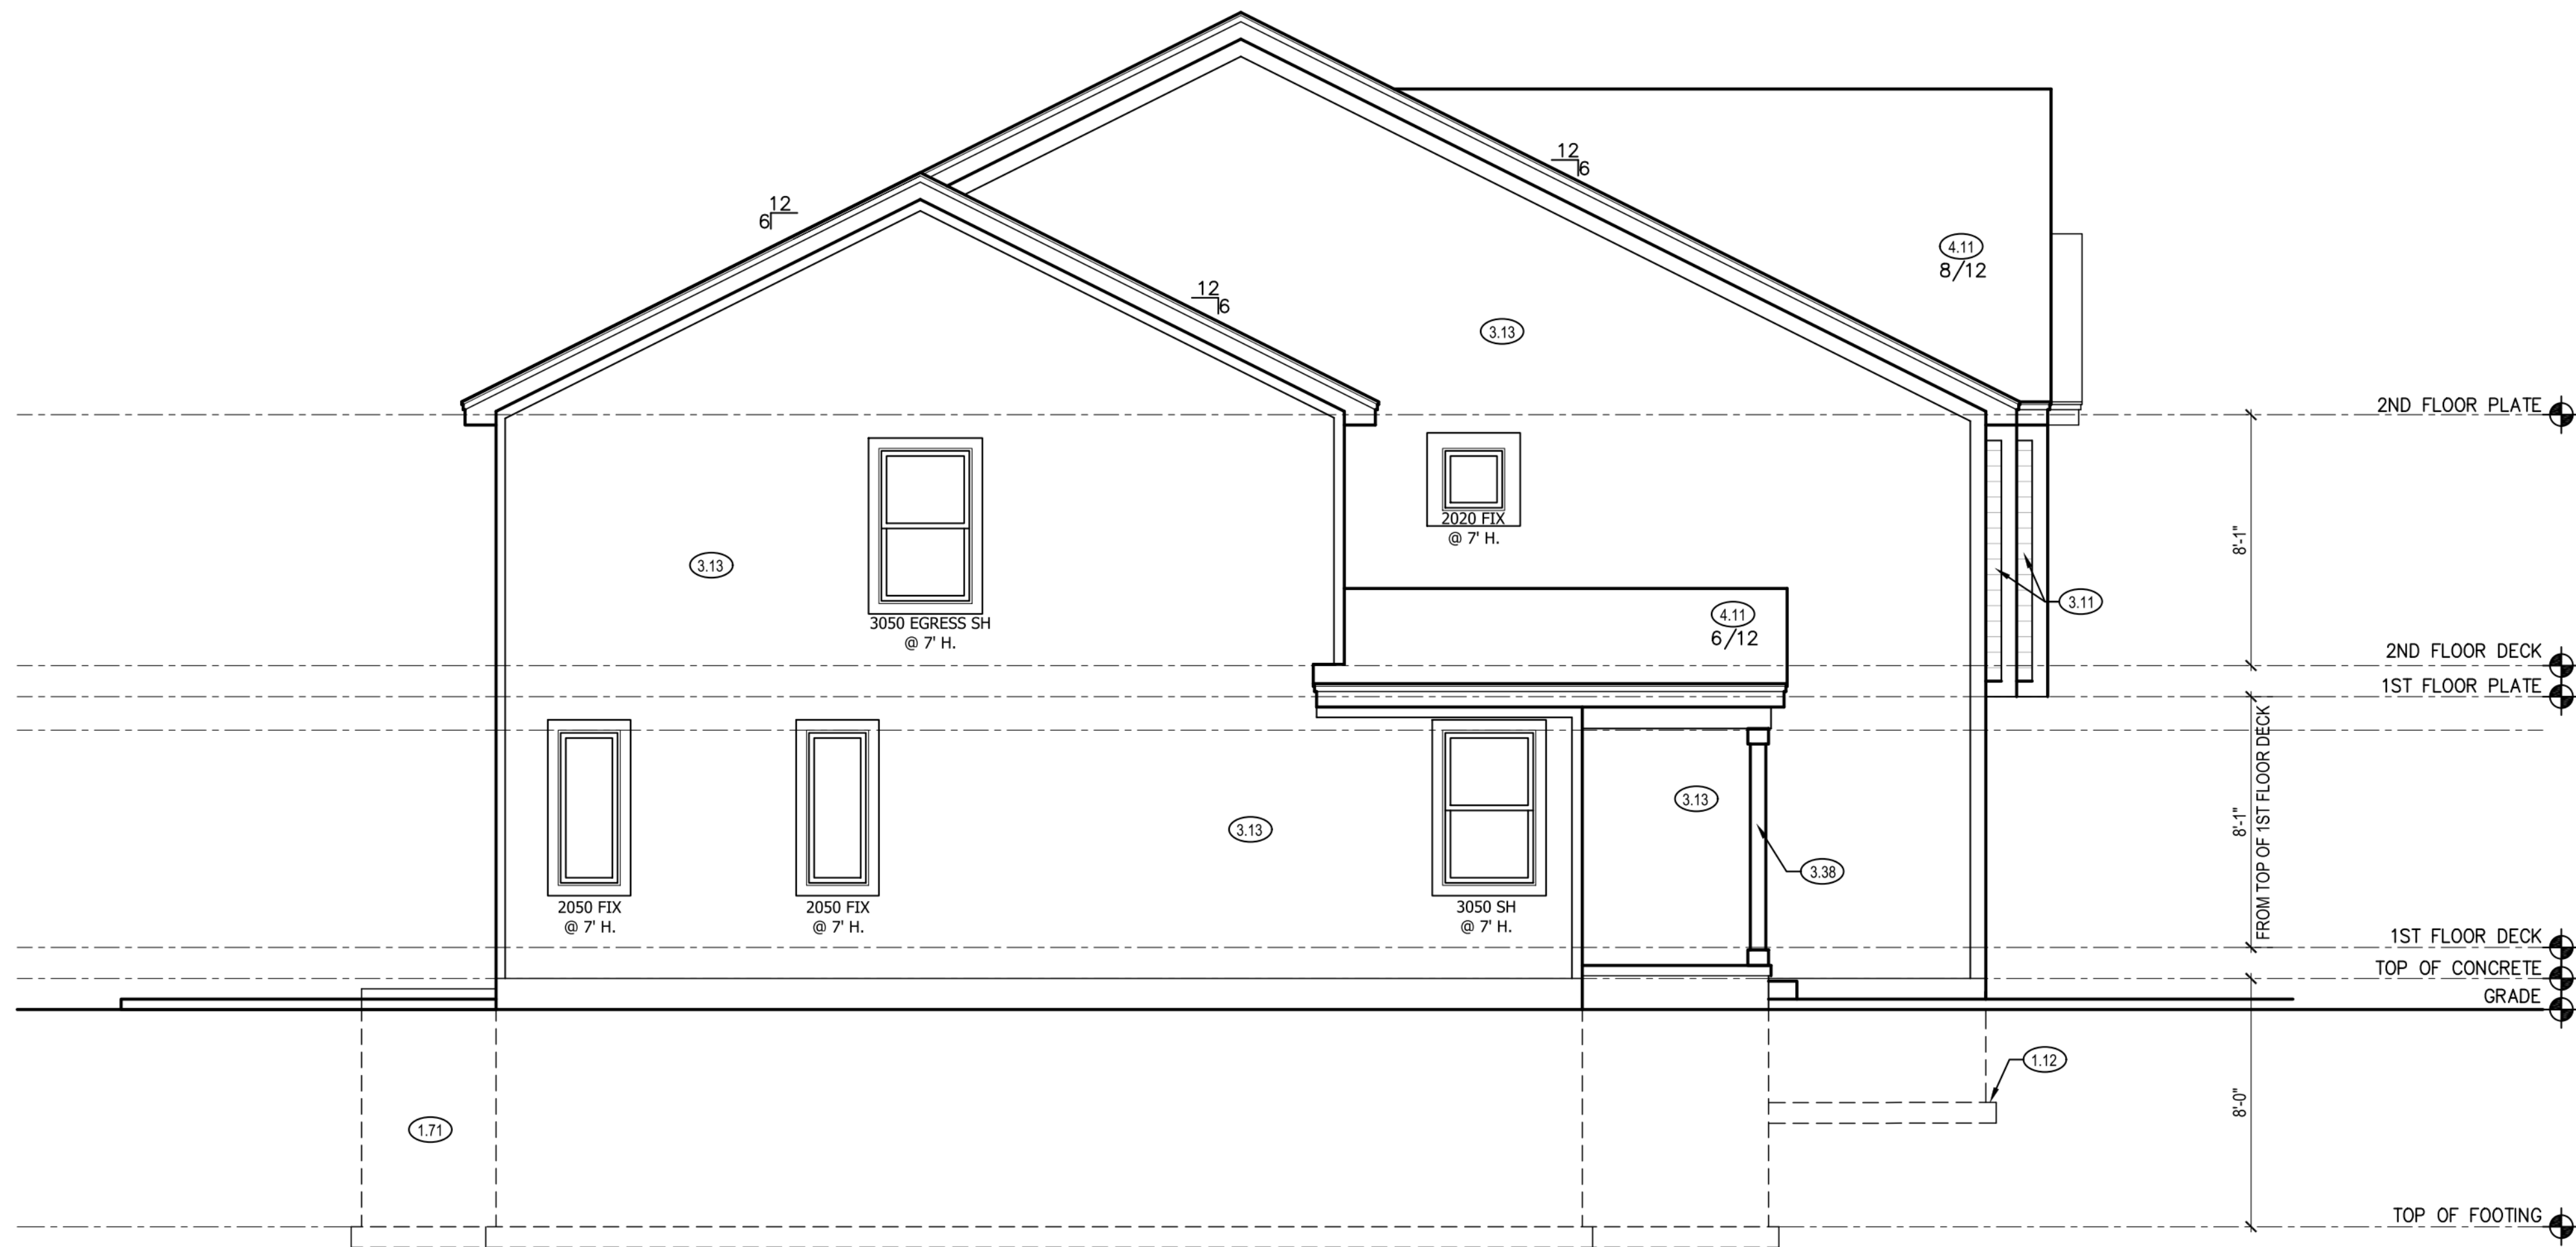 12
6
12
6
12
6
4.11
8/12
3.13
2ND FLOOR PLATE
2020 FIX
@ 7' H.
3.13
8'-1"
3.11
3050 EGRESS SH
@ 7' H.
4.11
6/12
2ND FLOOR DECK
1ST FLOOR PLATE
3.13
3.13
3.38
8'-1"
FROM TOP OF 1ST FLOOR DECK
2050 FIX
@ 7' H.
2050 FIX
@ 7' H.
3050 SH
@ 7' H.
1ST FLOOR DECK
TOP OF CONCRETE
GRADE
1.12
8'-0"
1.71
TOP OF FOOTING